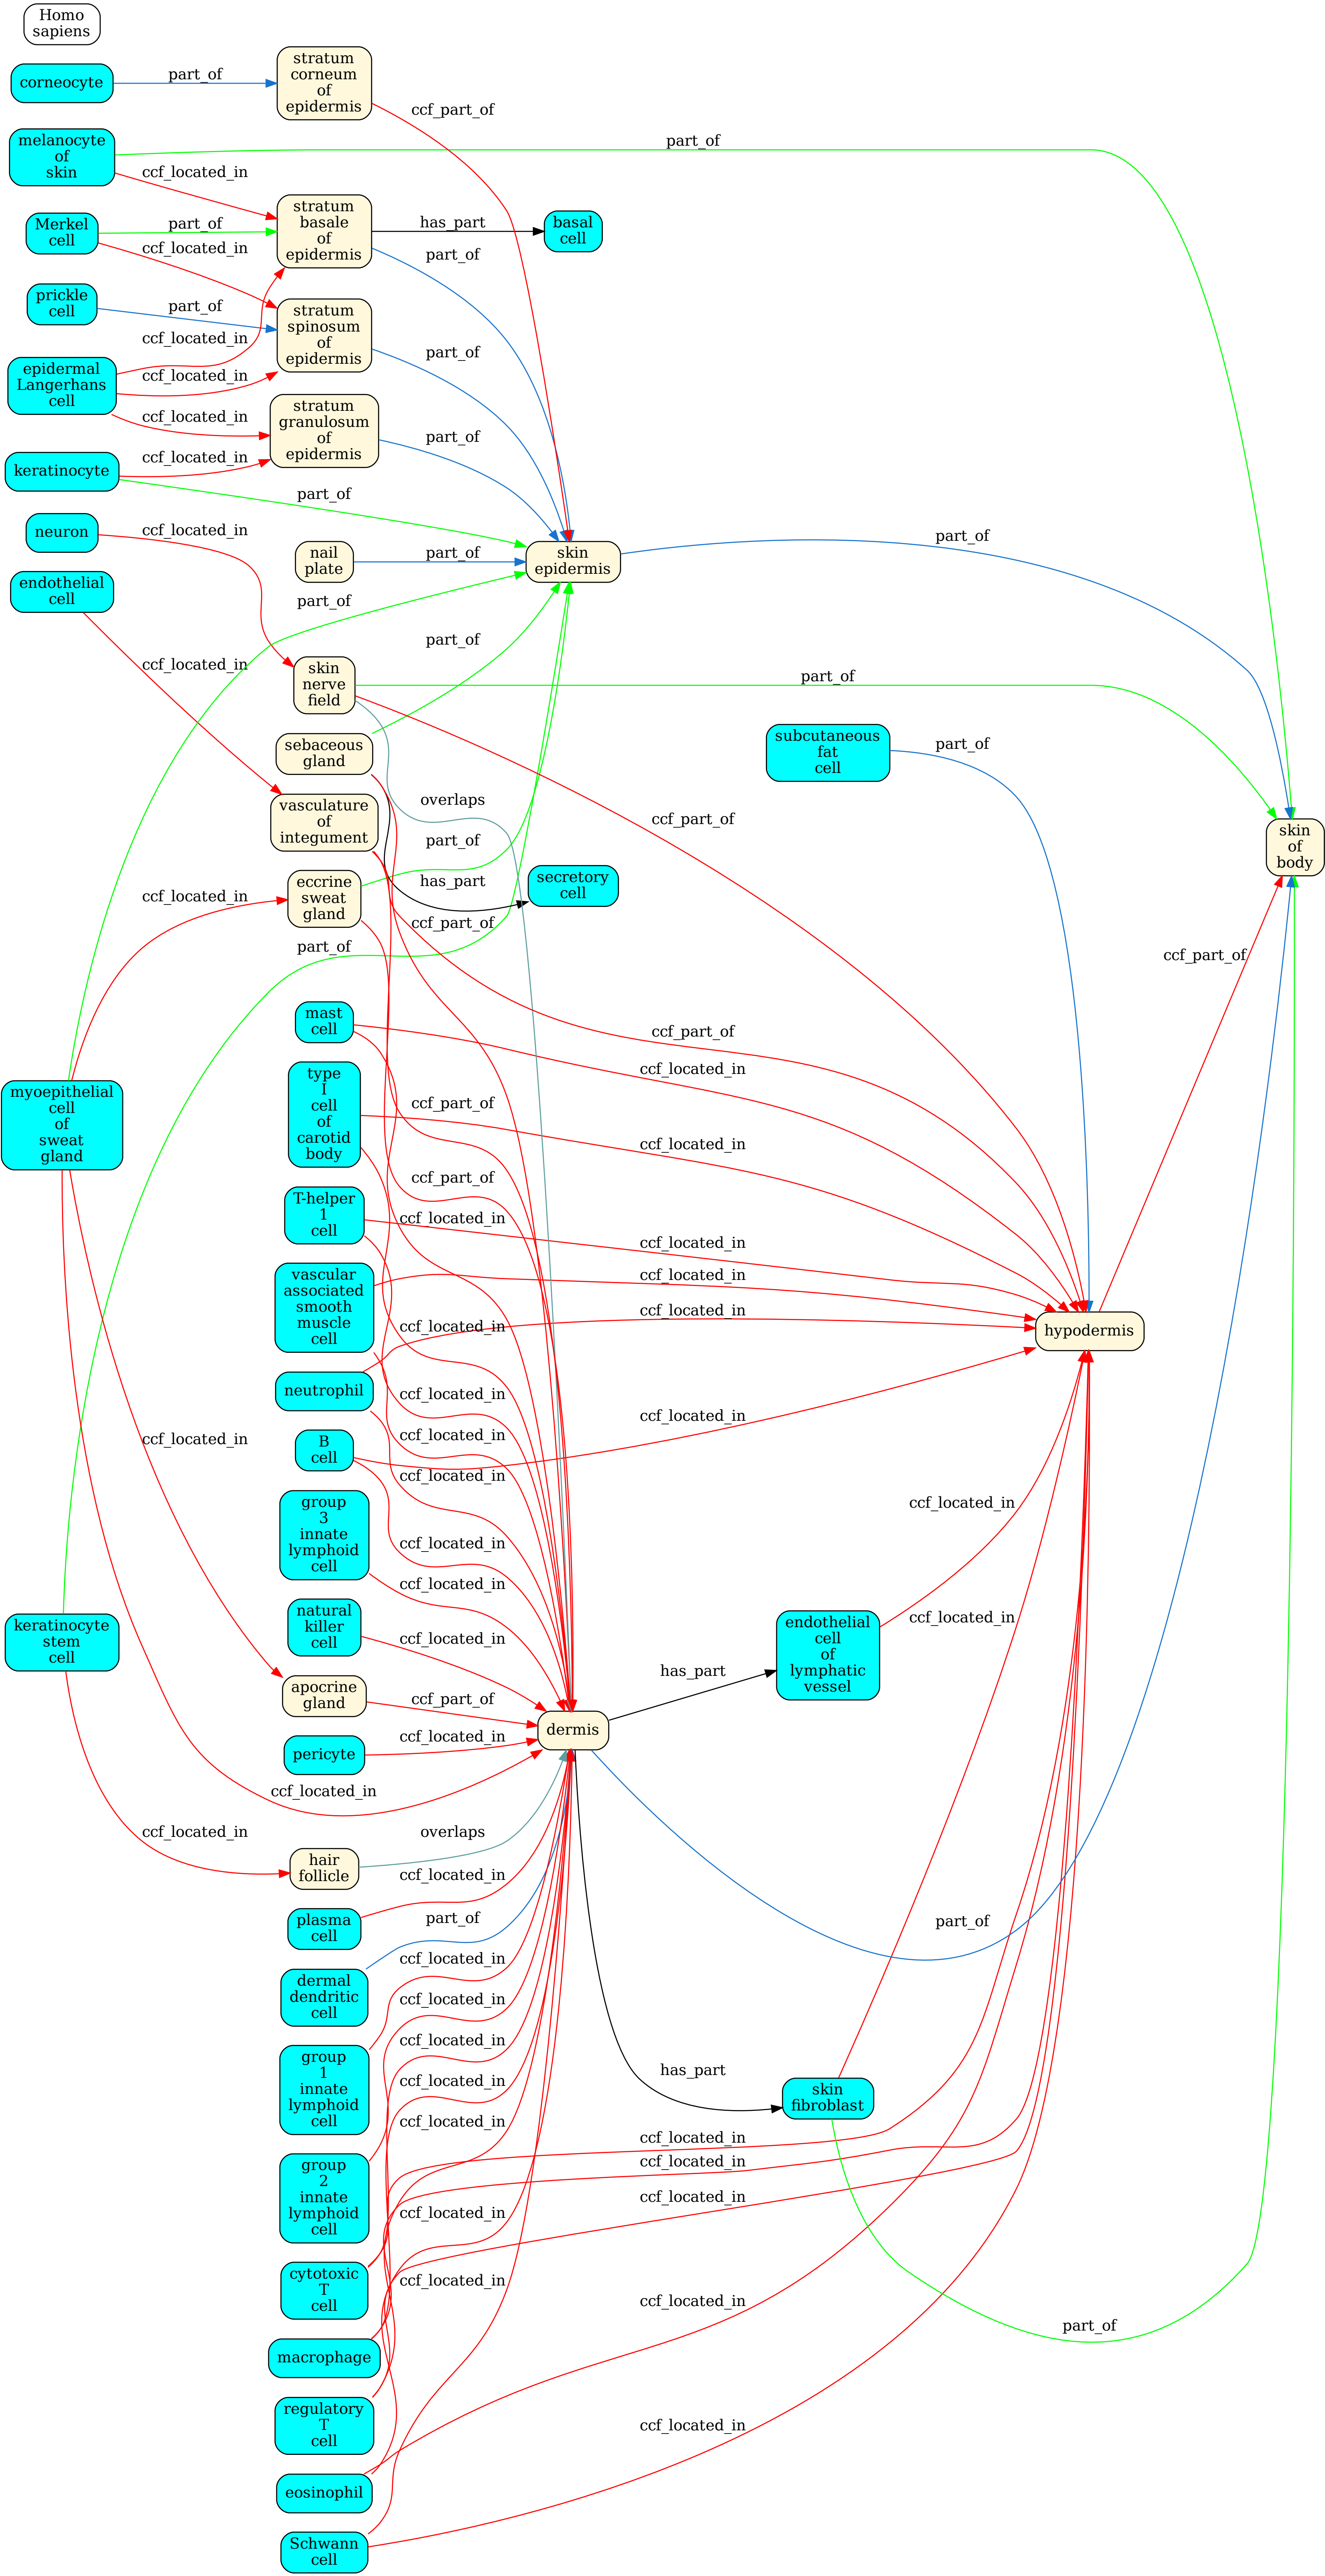 Homo
sapiens
corneocyte
part_of
stratum
corneum
of
epidermis
ccf_part_of
melanocyte
of
skin
part_of
ccf_located_in
Merkel
cell
part_of
ccf_located_in
stratum
basale
of
epidermis
has_part
basal
cell
part_of
prickle
cell
part_of
ccf_located_in
stratum
spinosum
of
epidermis
part_of
epidermal
Langerhans
cell
ccf_located_in
ccf_located_in
stratum
granulosum
of
epidermis
part_of
keratinocyte
ccf_located_in
part_of
neuron
ccf_located_in
nail
plate
part_of
skin
epidermis
part_of
endothelial
cell
part_of
ccf_located_in
part_of
skin
nerve
field
part_of
sebaceous
gland
subcutaneous
fat
cell
part_of
vasculature
of
integument
overlaps
ccf_part_of
skin
of
body
part_of
eccrine
sweat
gland
ccf_located_in
has_part
secretory
cell
ccf_part_of
part_of
ccf_part_of
mast
cell
ccf_part_of
ccf_located_in
type
I
cell
of
carotid
body
ccf_part_of
ccf_located_in
myoepithelial
cell
of
sweat
gland
ccf_part_of
T-helper
1
cell
ccf_located_in
ccf_located_in
vascular
associated
smooth
muscle
cell
ccf_located_in
ccf_located_in
ccf_located_in
hypodermis
neutrophil
ccf_located_in
ccf_located_in
B
cell
ccf_located_in
ccf_located_in
ccf_located_in
group
3
innate
lymphoid
cell
ccf_located_in
ccf_located_in
ccf_located_in
natural
killer
cell
ccf_located_in
ccf_located_in
keratinocyte
stem
cell
endothelial
cell
of
lymphatic
vessel
has_part
apocrine
gland
ccf_part_of
dermis
pericyte
ccf_located_in
ccf_located_in
ccf_located_in
overlaps
hair
follicle
ccf_located_in
plasma
cell
part_of
part_of
dermal
dendritic
cell
ccf_located_in
ccf_located_in
group
1
innate
lymphoid
cell
ccf_located_in
ccf_located_in
has_part
skin
fibroblast
ccf_located_in
ccf_located_in
ccf_located_in
group
2
innate
lymphoid
cell
ccf_located_in
ccf_located_in
cytotoxic
T
cell
ccf_located_in
ccf_located_in
part_of
macrophage
regulatory
T
cell
ccf_located_in
eosinophil
Schwann
cell